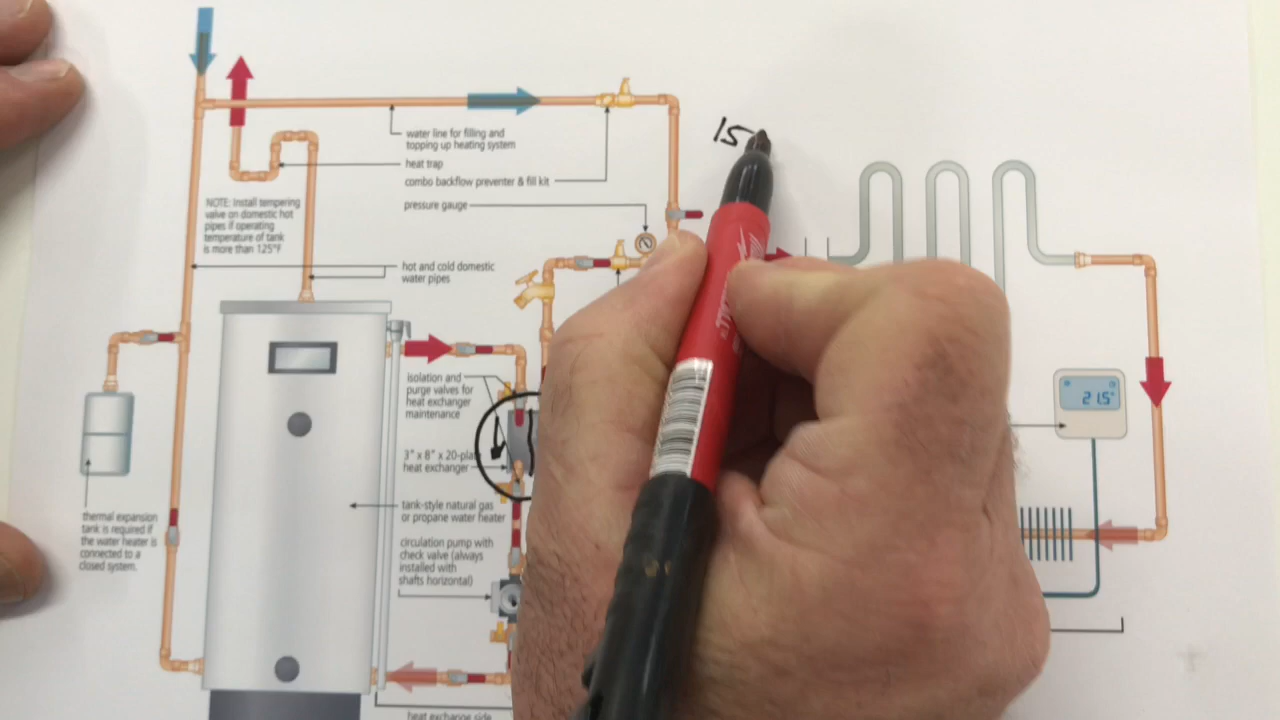 15
water line for filling and
topping up heating system
heat trap
combo backflow preventer & fill kit
pressure gauge
NOTE: Install tempering
valve on domestic hot
pipes if operating
temperature of tank
is more than 125°F
hot and cold domestic
water pipes
isolation and
purge valves for
heat exchanger
maintenance
21.5°
3" x 8" x 20-pla
heat exchanger
tank-style natural gas
or propane water heater
thermal expansion
tank is required if
the water heater is
connected to a
closed system.
circulation pump with
check valve (always
installed with
shafts horizontal)
heat exchange side